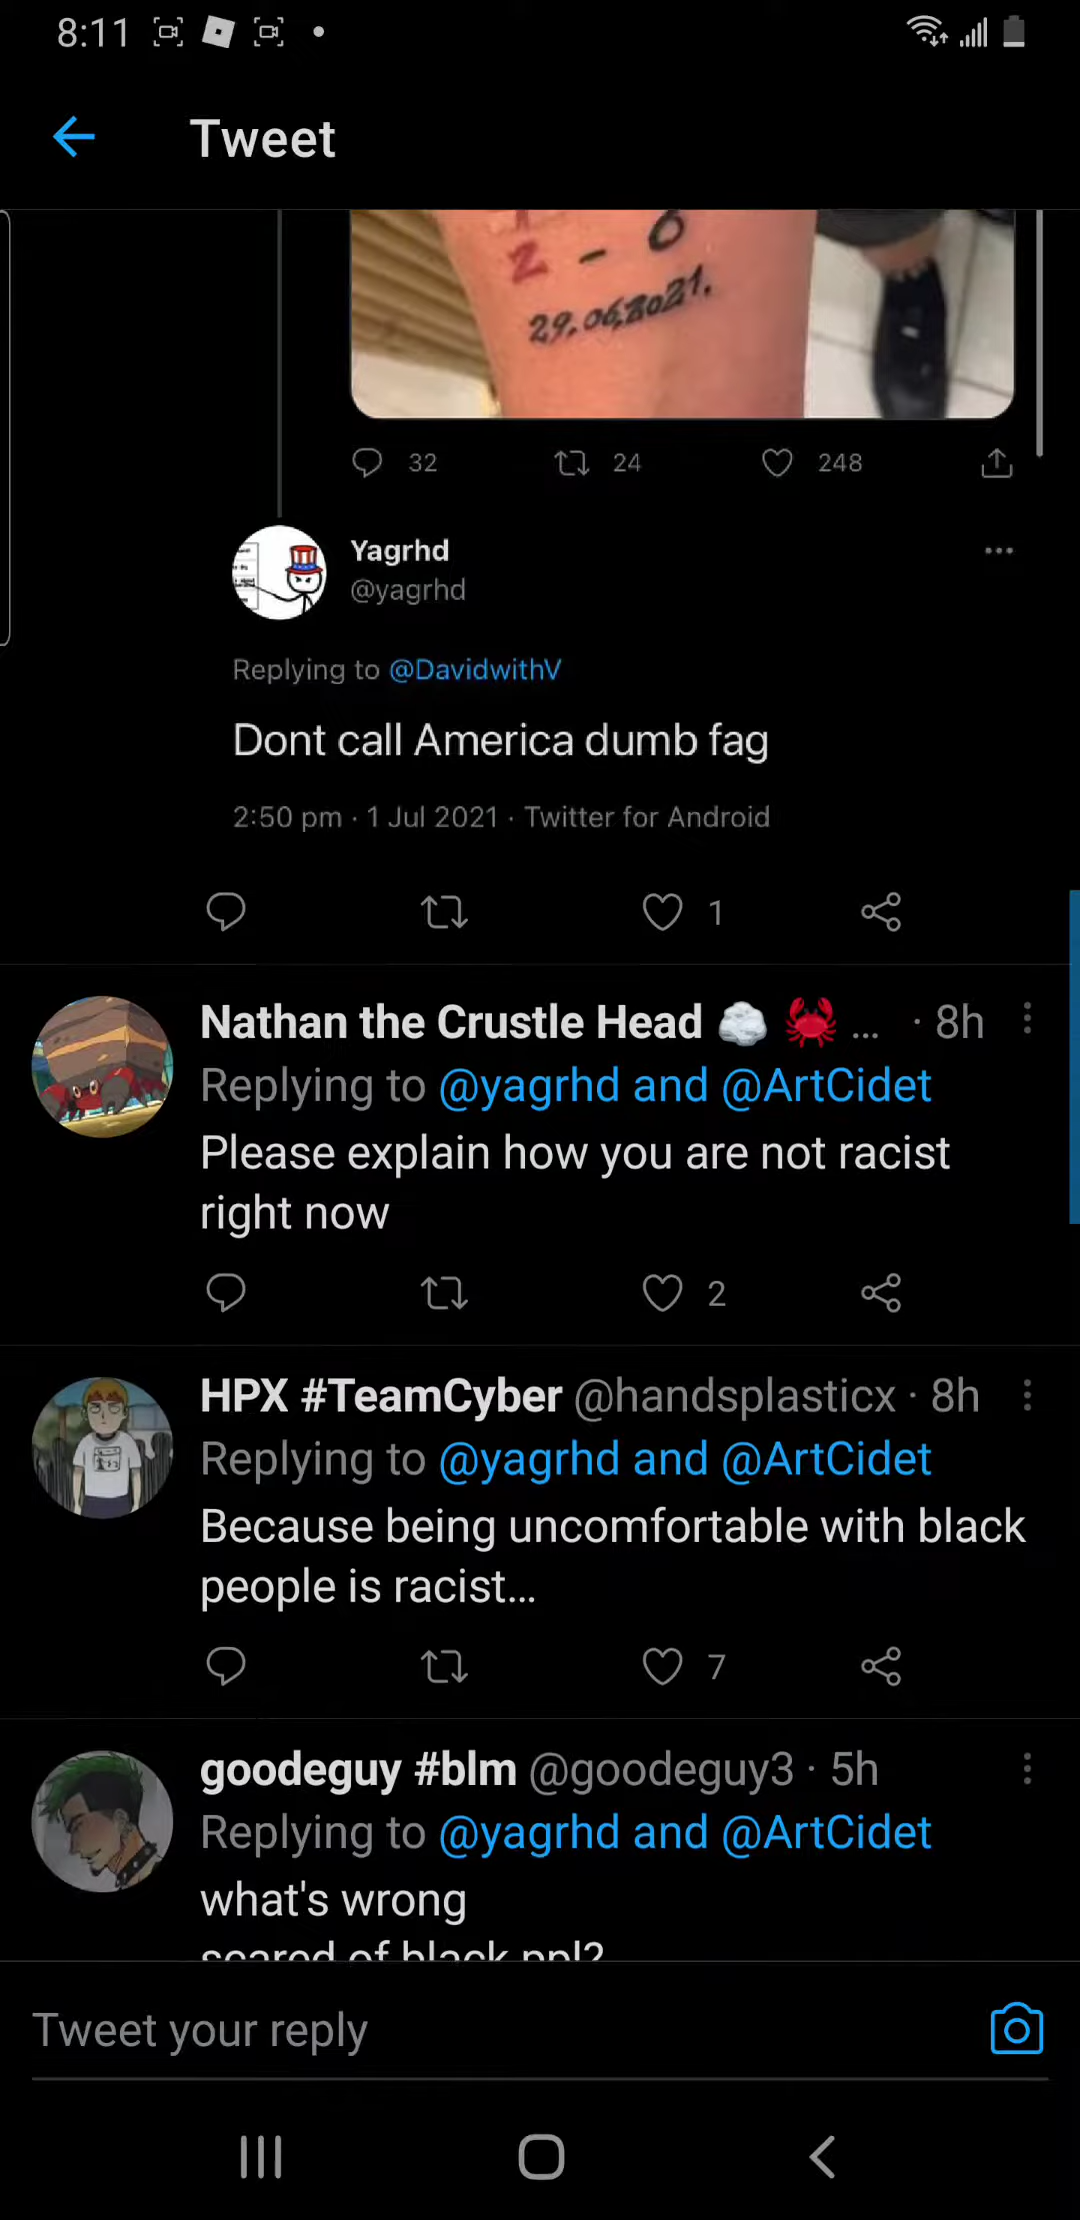 8:11
Tweet
2 - 0
29.06.2021.
32 24 248
Yagrhd
@yagrhd
Replying to @DavidwithV
Dont call America dumb fag
2:50 pm · 1 Jul 2021 · Twitter for Android
1
Nathan the Crustle Head ... · 8h
Replying to @yagrhd and @ArtCidet
Please explain how you are not racist
right now
2
HPX #TeamCyber @handsplasticx · 8h
Replying to @yagrhd and @ArtCidet
Because being uncomfortable with black
people is racist...
7
goodeguy #blm @goodeguy3 · 5h
Replying to @yagrhd and @ArtCidet
what's wrong
scared of black ppl?
Tweet your reply